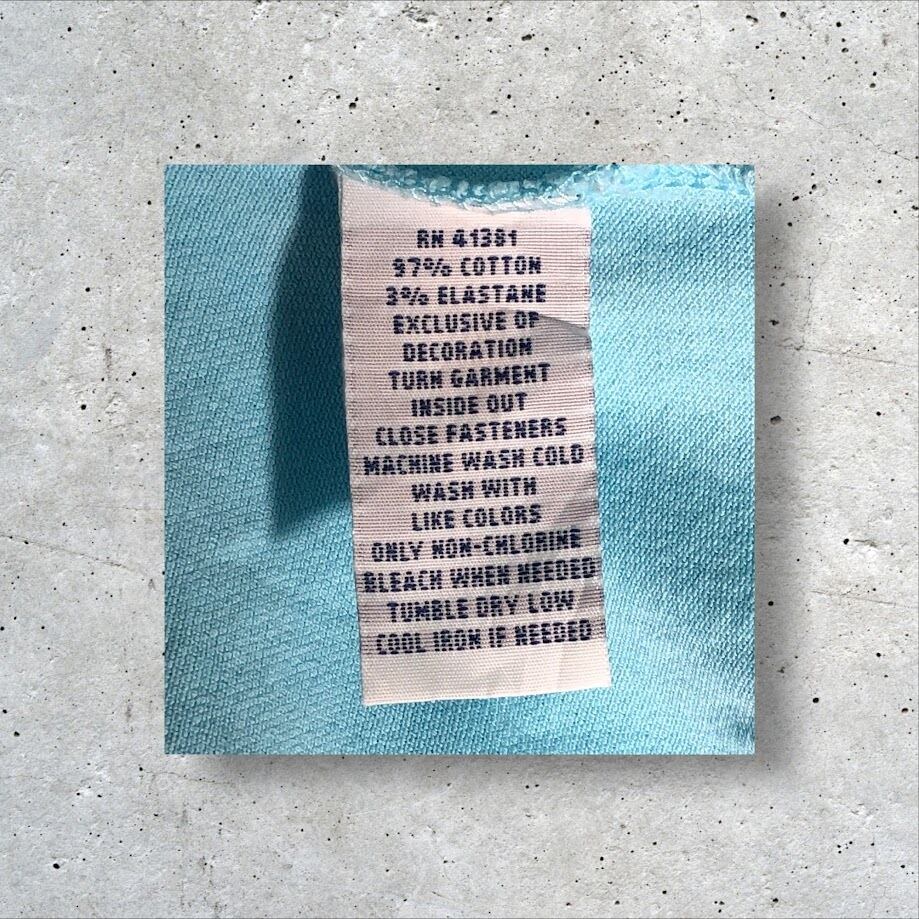 RN 41381
97% COTTON
3% ELASTANE
EXCLUSIVE OF
DECORATION
TURN GARMENT
INSIDE OUT
CLOSE FASTENERS
MACHINE WASH COLD
WASH WITH
LIKE COLORS
ONLY NON-CHLORINE
BLEACH WHEN NEEDED
TUMBLE DRY LOW
COOL IRON IF NEEDED